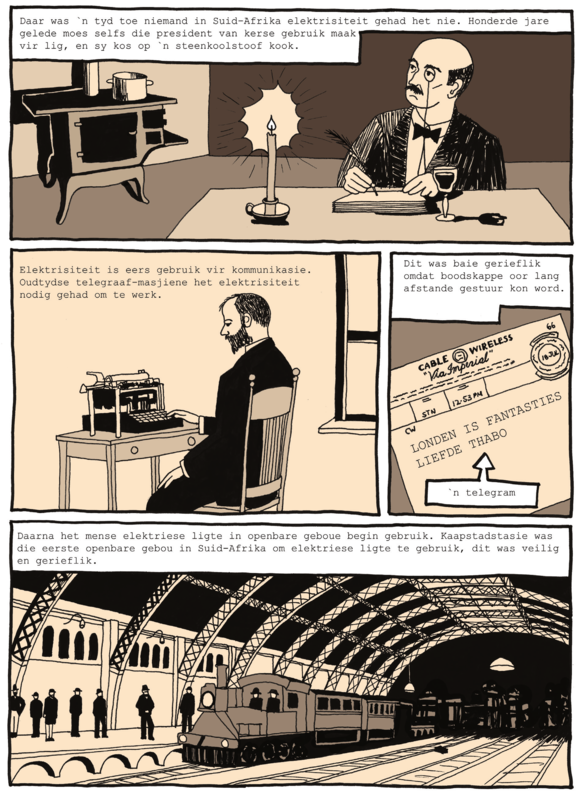 Daar was `n tyd toe niemand in Suid-Afrika elektrisiteit gehad het nie. Honderde jare
gelede moes selfs die president van kerse gebruik maak
vir lig, en sy kos op `n steenkoolstoof kook.
Elektrisiteit is eers gebruik vir kommunikasie.
Oudtydse telegraaf-masjiene het elektrisiteit
nodig gehad om te werk.
Dit was baie gerieflik
omdat boodskappe oor lang
afstande gestuur kon word.
66
CABLE WIRELESS
"Via Imperial"
STN 12:53PM
CW
LONDEN IS FANTASTIES
LIEFDE THABO
`n telegram
Daarna het mense elektriese ligte in openbare geboue begin gebruik. Kaapstadstasie was
die eerste openbare gebou in Suid-Afrika om elektriese ligte te gebruik, dit was veilig
en gerieflik.